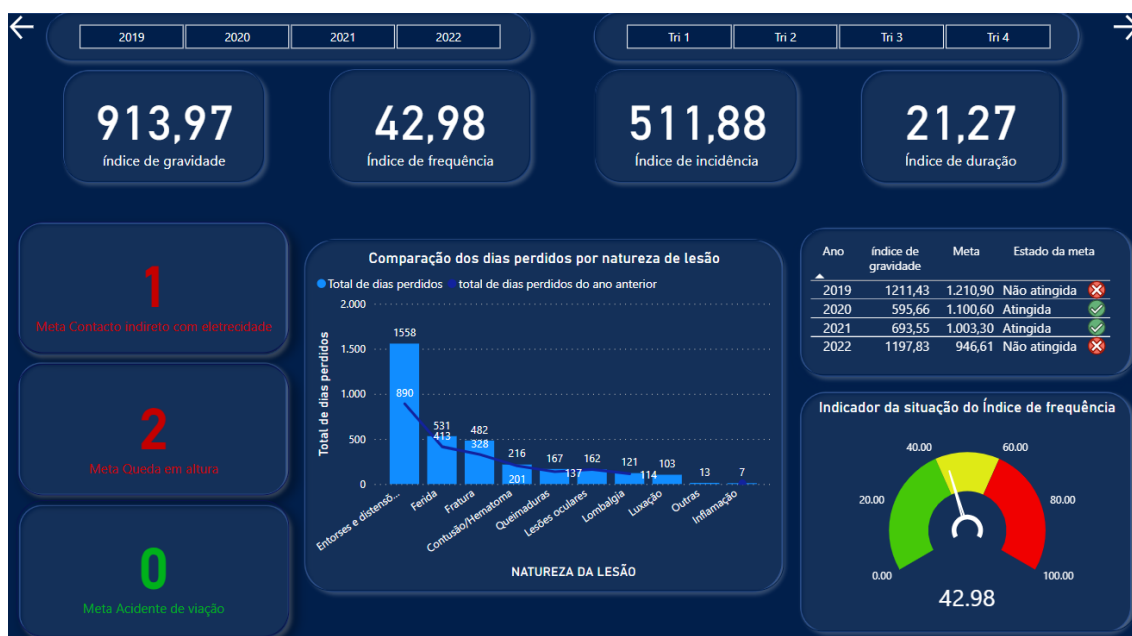 2019 2020 2021 2022 Tri 1 Tri 2 Tri 3 Tri 4
913,97
índice de gravidade
42,98
Índice de frequência
511,88
Índice de incidência
21,27
Índice de duração
1
Meta Contacto indireto com eletrecidade
2
Meta Queda em altura
0
Meta Acidente de viação
Comparação dos dias perdidos por natureza de lesão
Total de dias perdidos total de dias perdidos do ano anterior
Total de dias perdidos
2.000
1.500
1.000
500
0
1558
890
531
413
482
328
216
201
167
137
162
121
114
103
13
7
Entorses e distensõ...
Ferida
Fratura
Contusão/Hematoma
Queimaduras
Lesões oculares
Lombalgia
Luxação
Outras
Inflamação
NATUREZA DA LESÃO
Ano índice de gravidade Meta Estado da meta
2019 1211,43 1.210,90 Não atingida
2020 595,66 1.100,60 Atingida
2021 693,55 1.003,30 Atingida
2022 1197,83 946,61 Não atingida
Indicador da situação do Índice de frequência
0.00
20.00
40.00
60.00
80.00
100.00
42.98